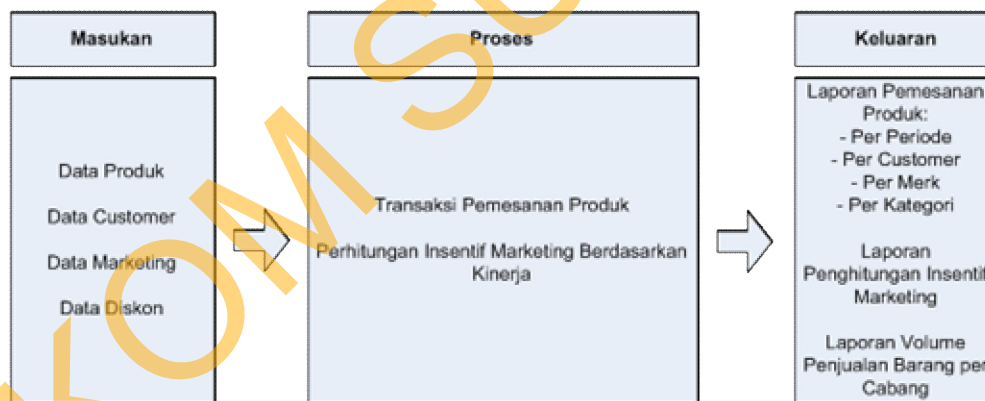 Masukan
Proses
Keluaran
Data Produk
Data Customer
Data Marketing
Data Diskon
Transaksi Pemesanan Produk
Perhitungan Insentif Marketing Berdasarkan
Kinerja
Laporan Pemesanan
Produk:
- Per Periode
- Per Customer
- Per Merk
- Per Kategori
Laporan
Penghitungan Insentif
Marketing
Laporan Volume
Penjualan Barang per
Cabang
KOM SU